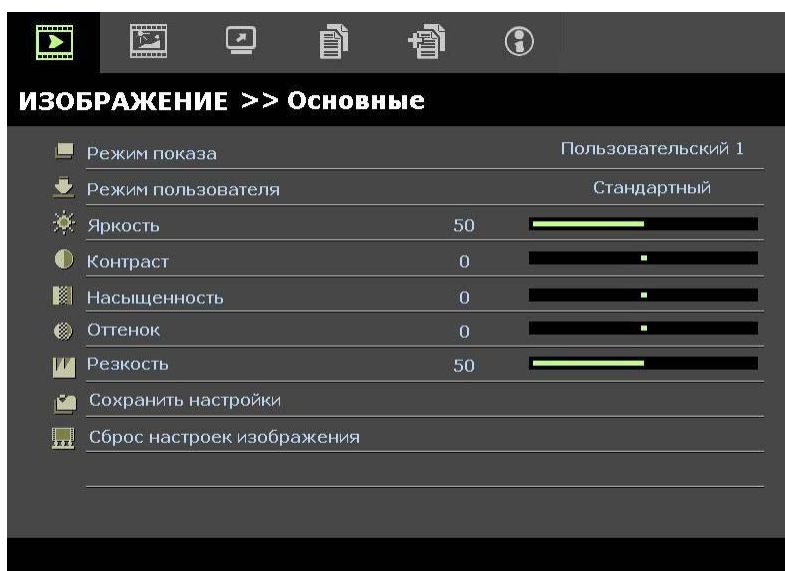 ИЗОБРАЖЕНИЕ >> Основные
Режим показа Пользовательский 1
Режим пользователя Стандартный
Яркость 50
Контраст 0
Насыщенность 0
Оттенок 0
Резкость 50
Сохранить настройки
Сброс настроек изображения